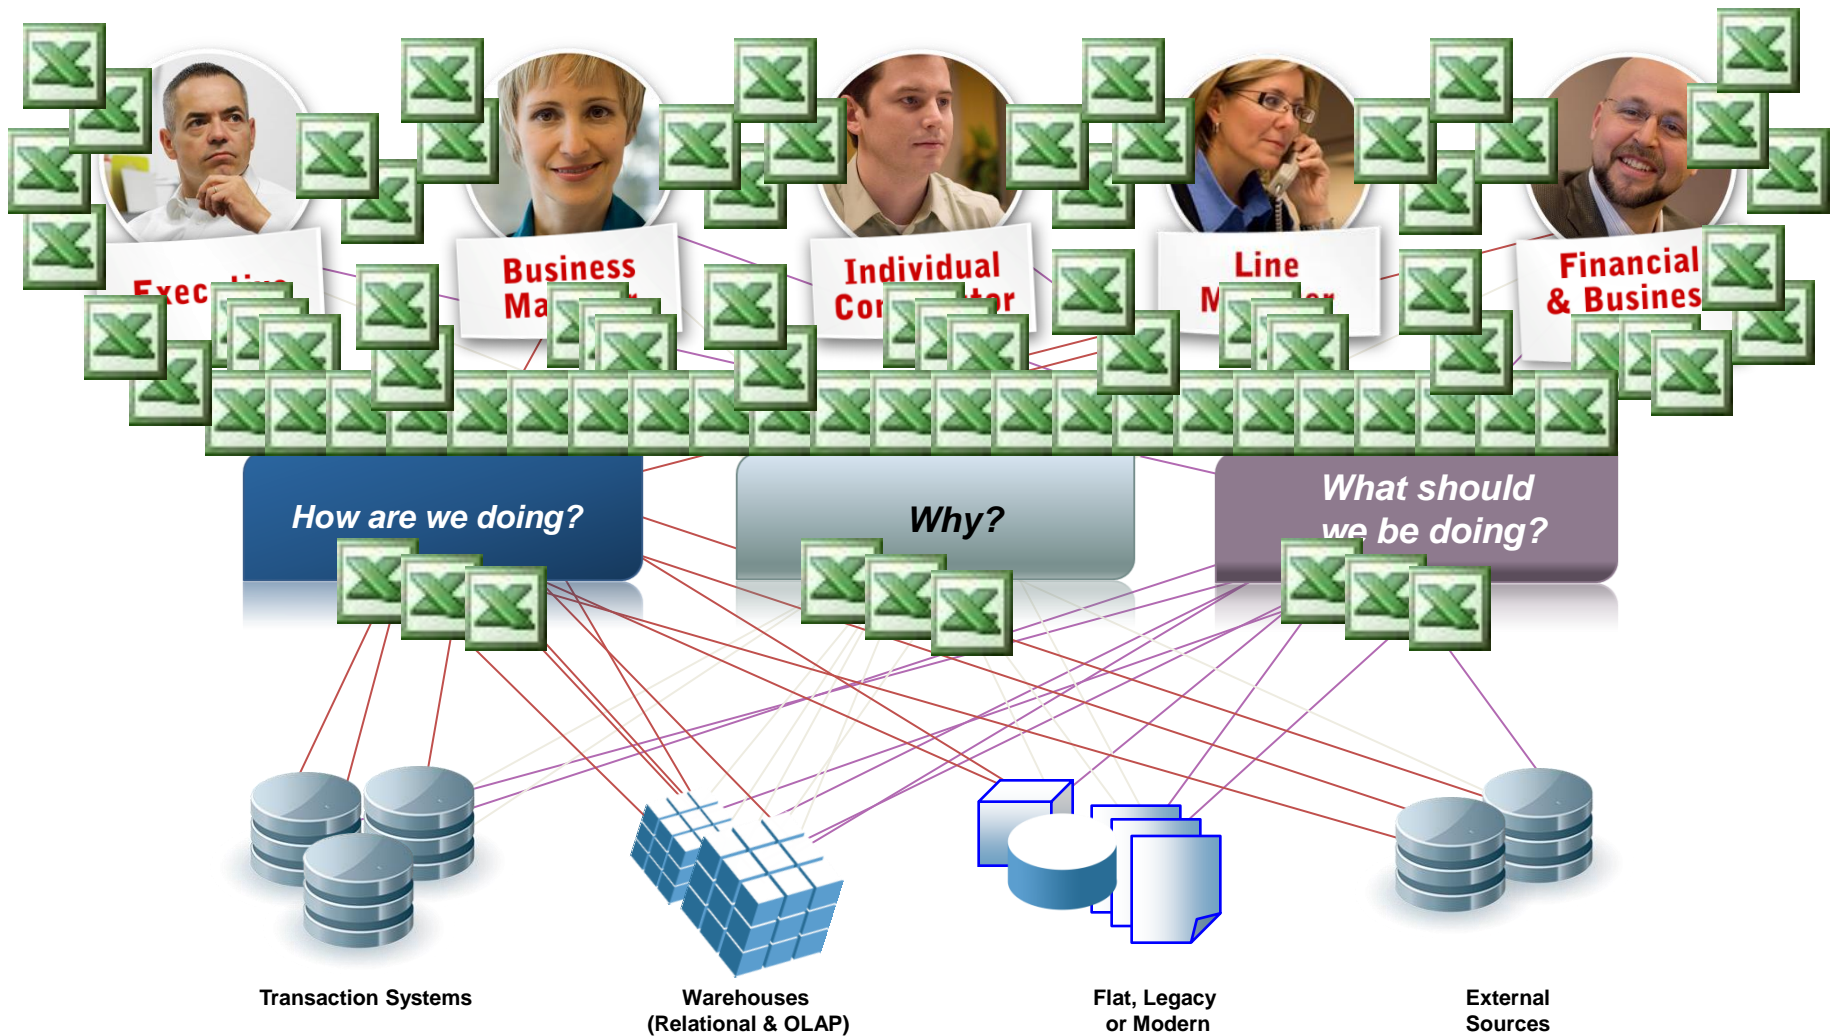 Business
Individual
Line
Financial
& Busines
How are we doing?
Why?
What should
we be doing?
Transaction Systems
Warehouses
(Relational & OLAP)
Flat, Legacy
or Modern
External
Sources